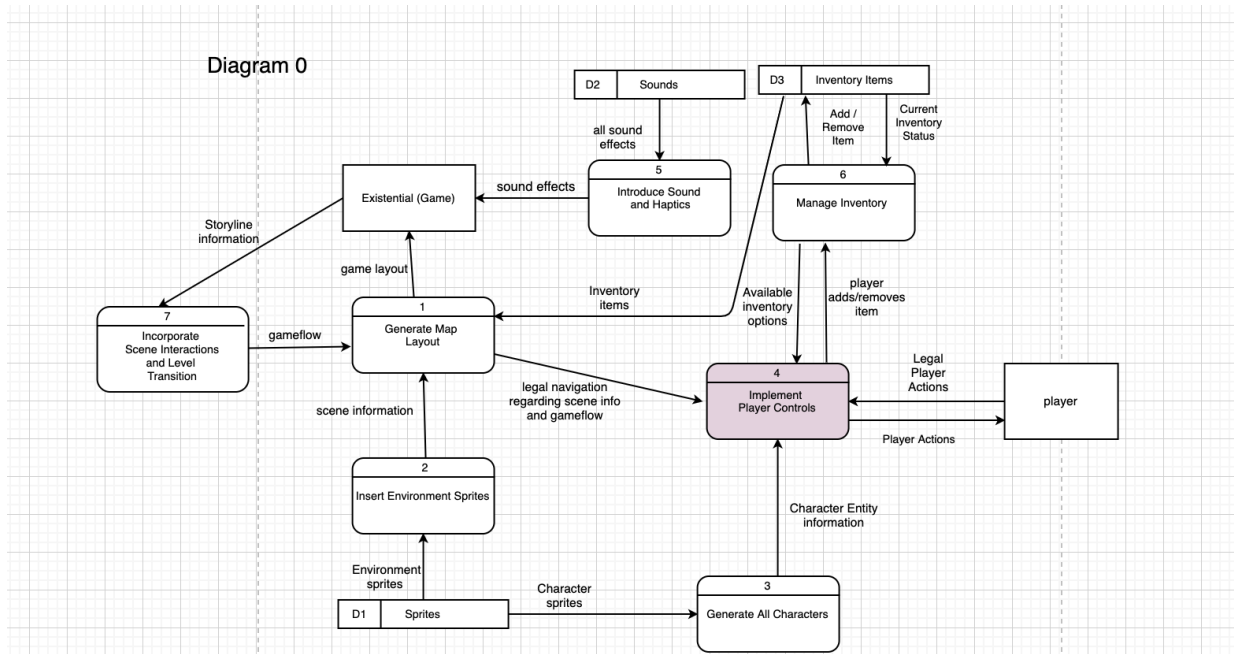 Diagram 0
D2 Sounds
D3 Inventory Items
all sound
effects
Add /
Remove
Item
Current
Inventory
Status
5
Introduce Sound
and Haptics
6
Manage Inventory
Existential (Game)
sound effects
Storyline
information
game layout
Inventory
items
Available
inventory
options
player
adds/removes
item
7
Incorporate
Scene Interactions
and Level
Transition
gameflow
1
Generate Map
Layout
legal navigation
regarding scene info
and gameflow
4
Implement
Player Controls
Legal
Player
Actions
player
Player Actions
scene information
2
Insert Environment Sprites
Character Entity
information
Environment
sprites
D1 Sprites
Character
sprites
3
Generate All Characters